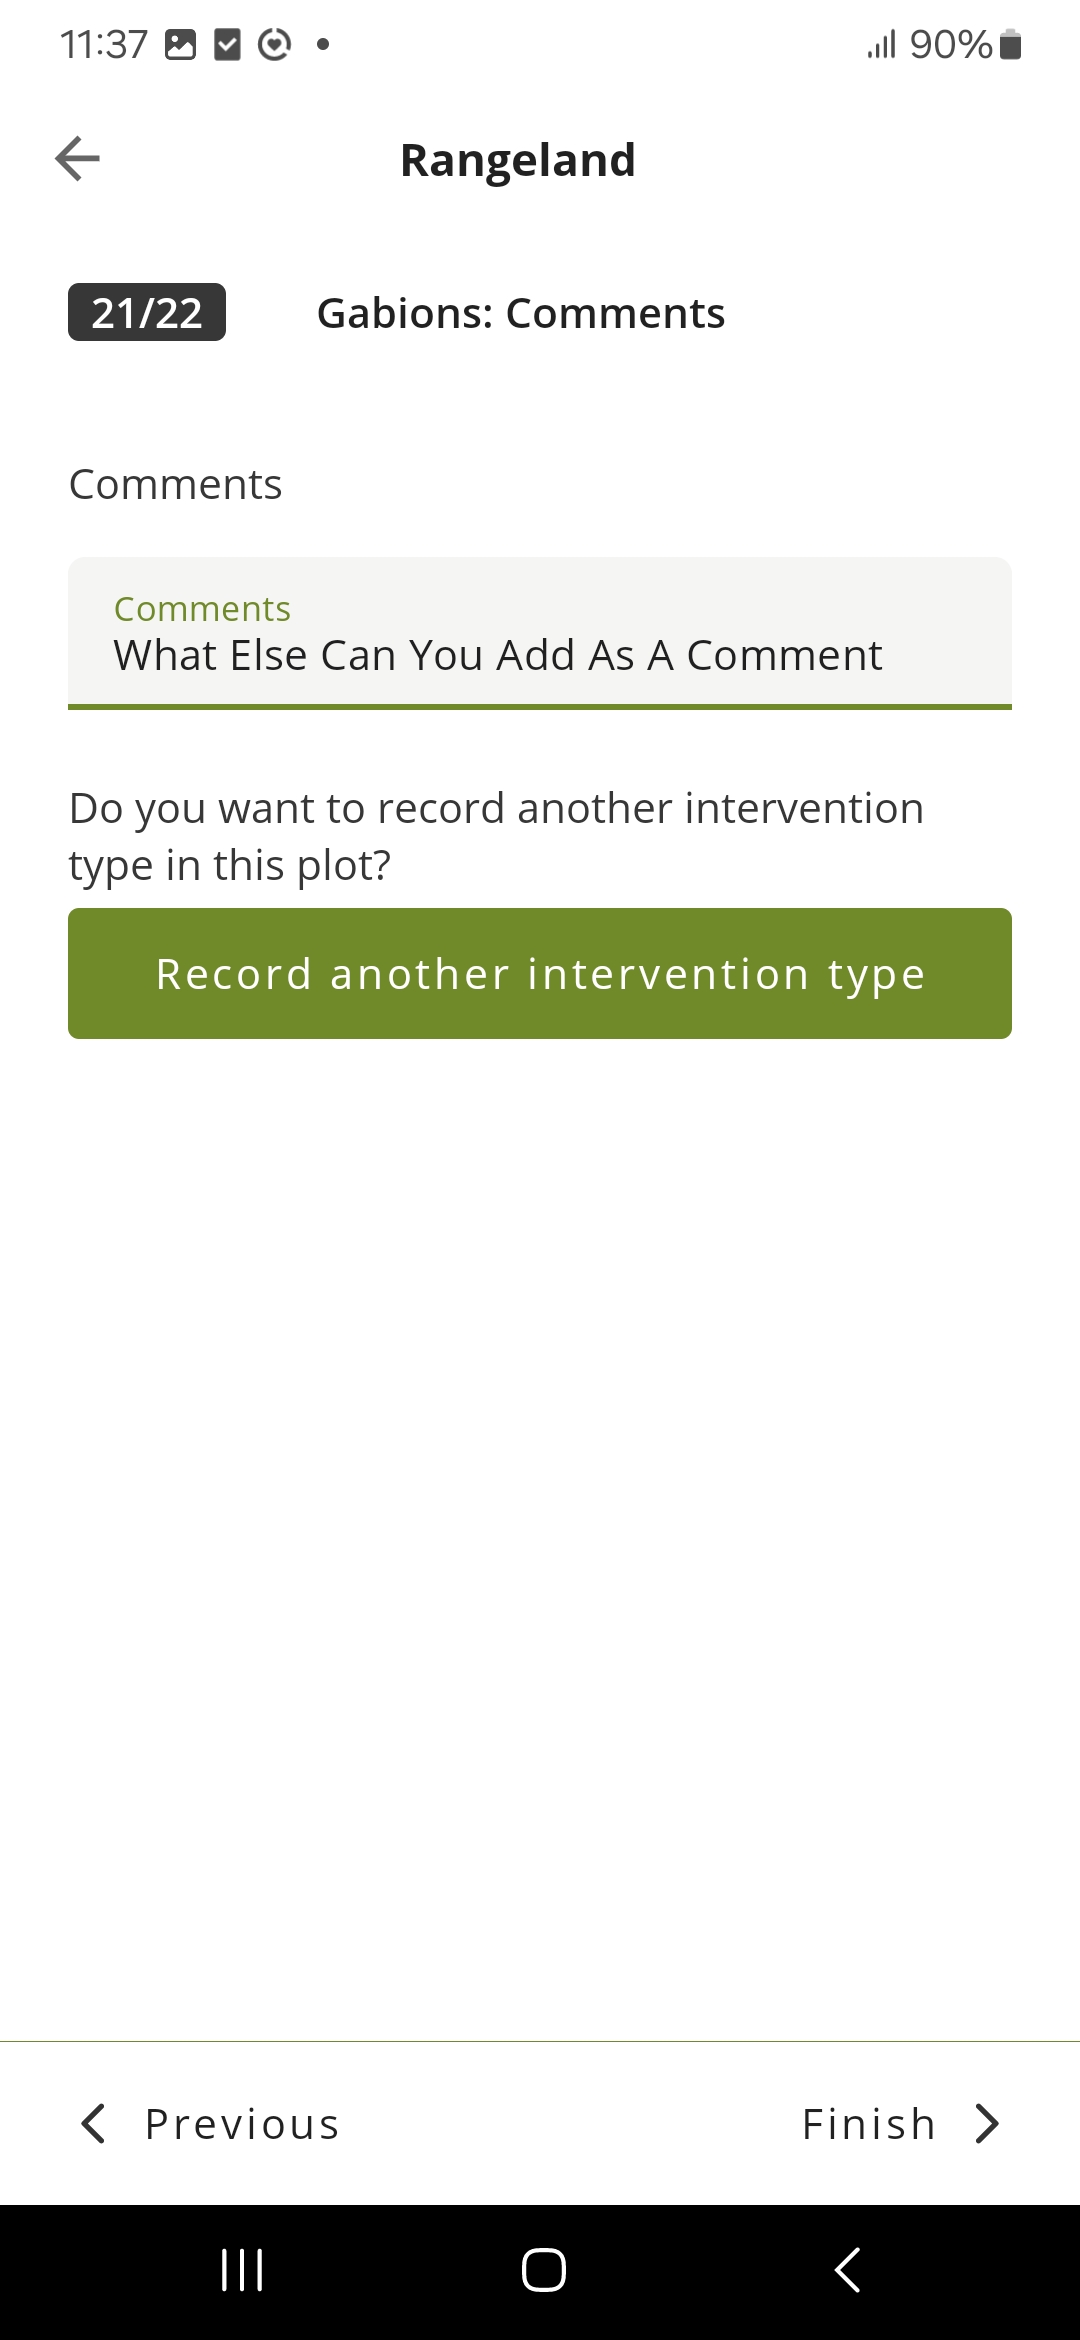 11:37 90%
Rangeland
21/22 Gabions: Comments
Comments
Comments
What Else Can You Add As A Comment
Do you want to record another intervention
type in this plot?
Record another intervention type
Previous Finish